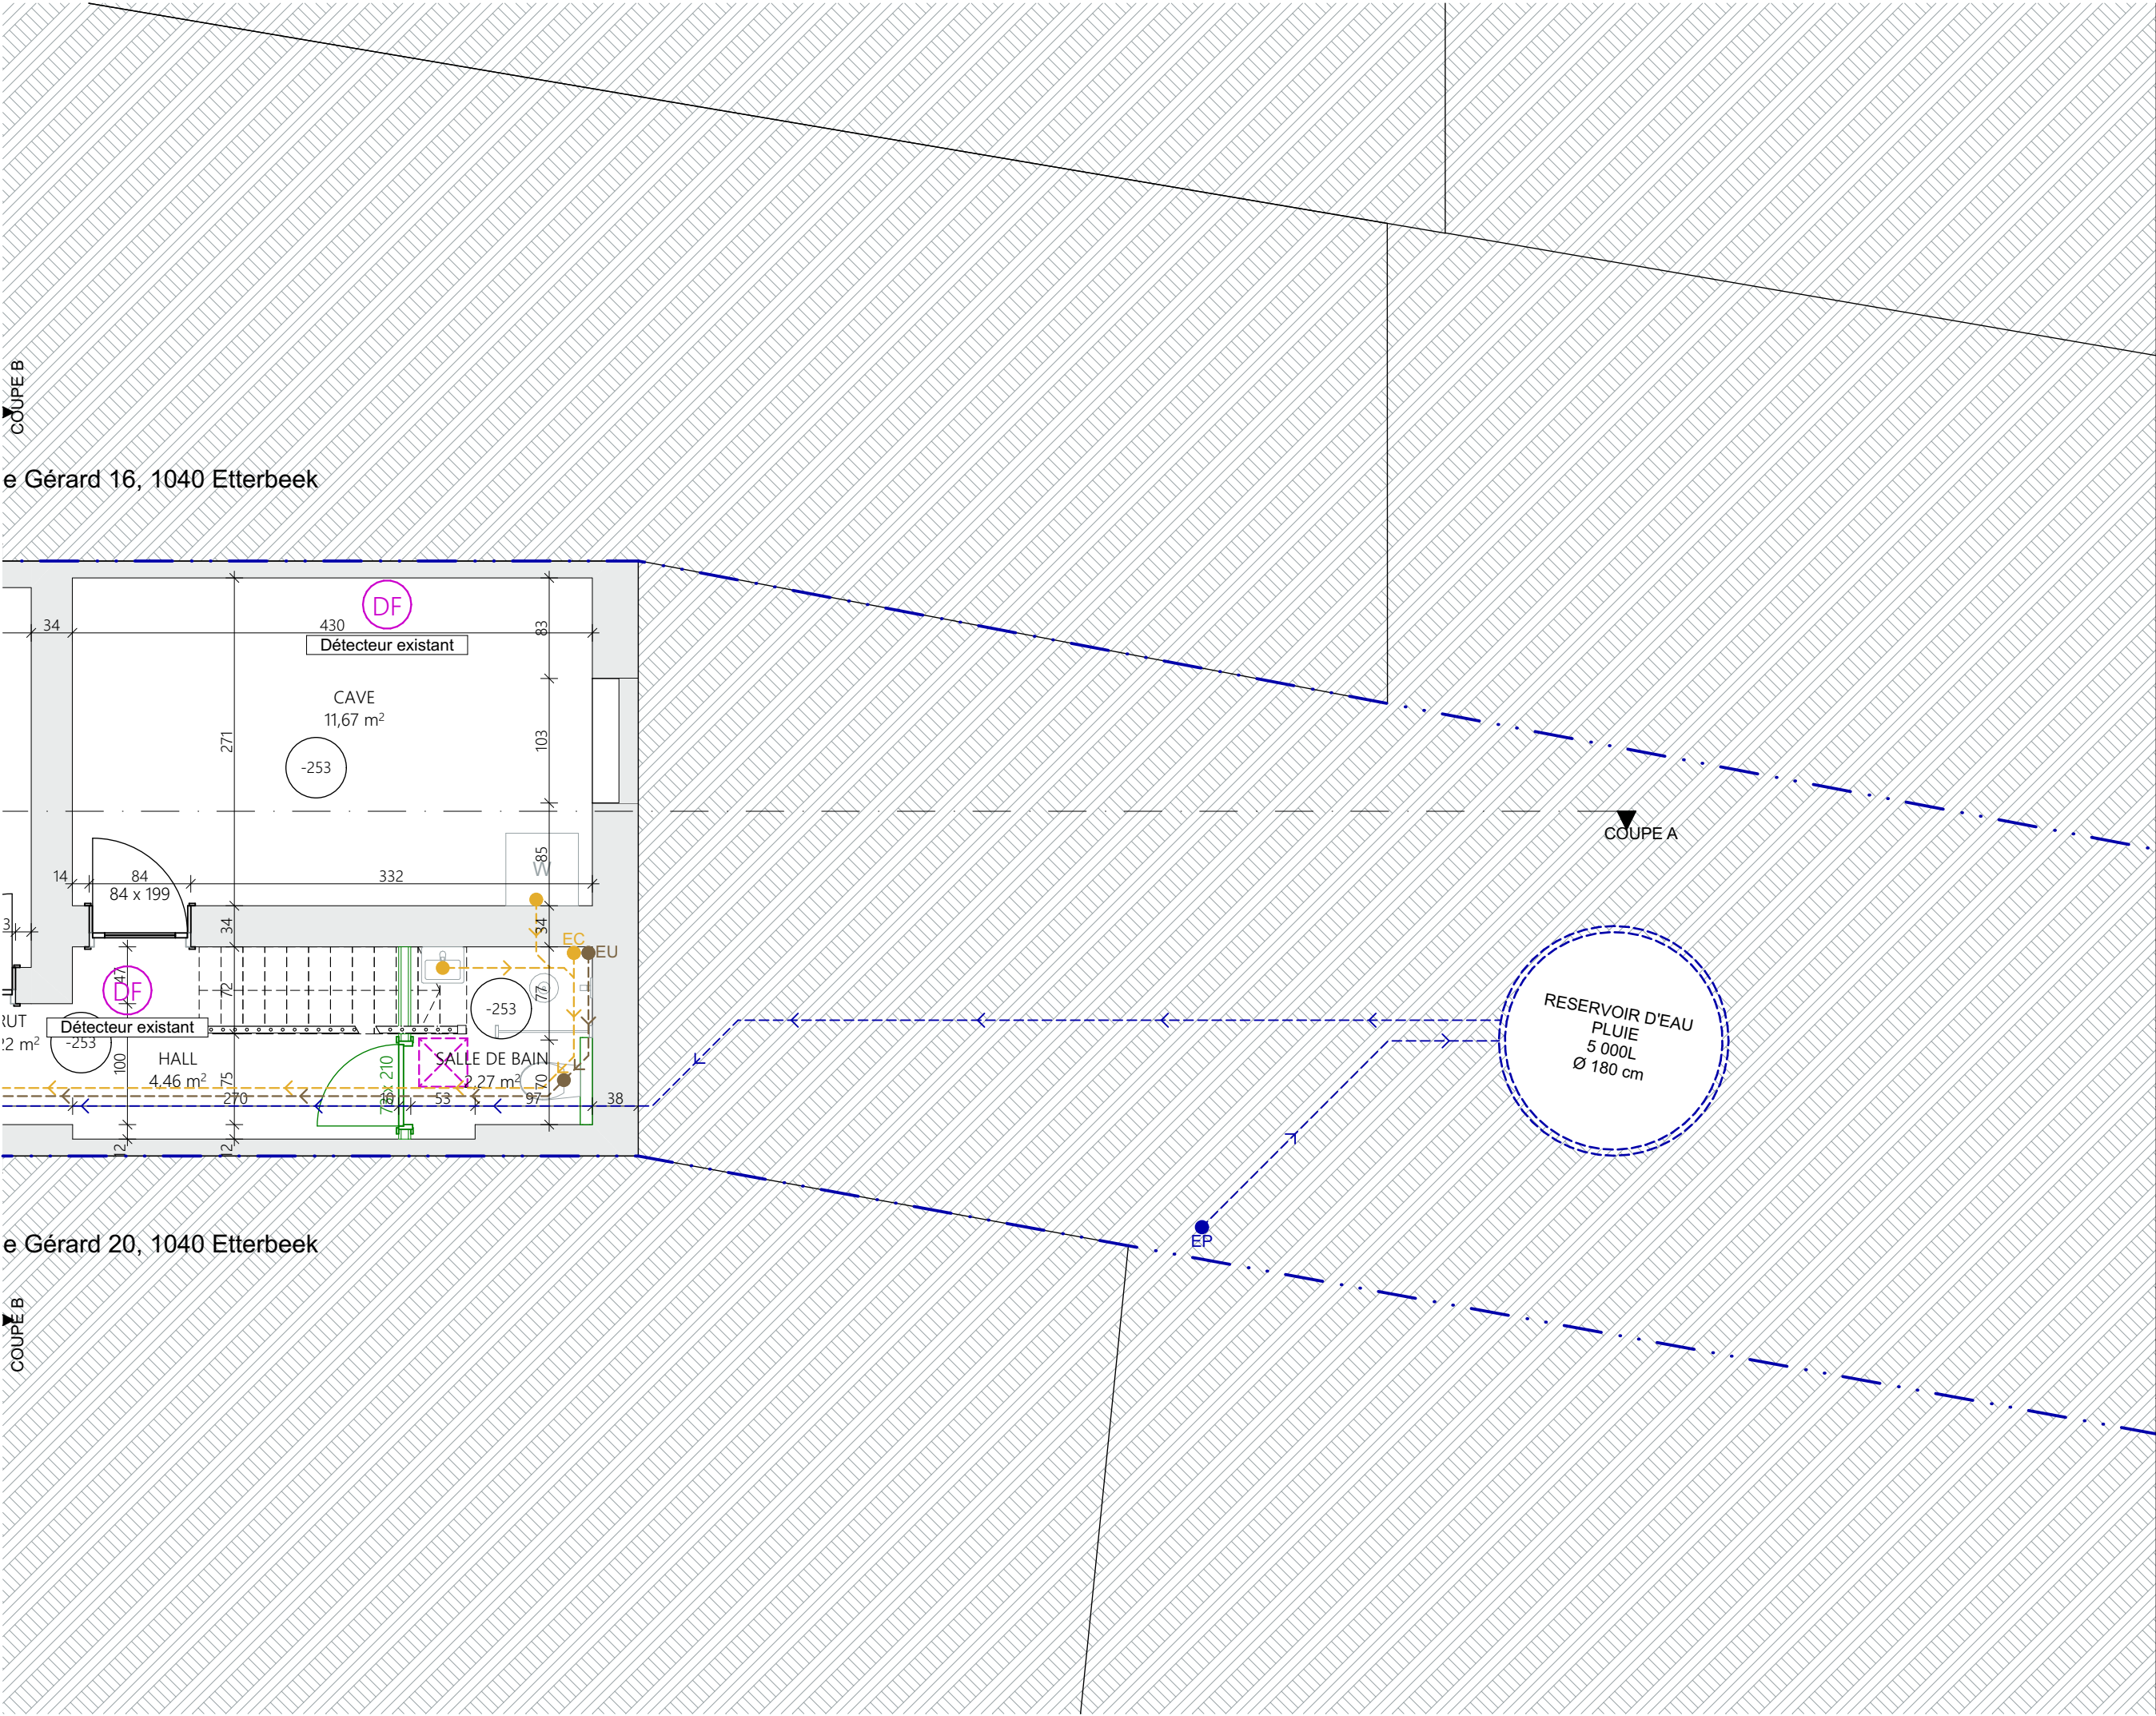 COUPE B
e Gérard 16, 1040 Etterbeek
DF
34
430
83
Détecteur existant
CAVE
11,67 m²
271
103
-253
COUPE A
85
W
14
84
332
84 x 199
3
34
34
EC
EU
47
DF
72
77
-253
RESERVOIR D'EAU
PLUIE
5 000L
Ø 180 cm
RUT
Détecteur existant
22 m²
-253
HALL
4.46 m²
100
75
SALLE DE BAIN
2.27 m²
70
270
10
53
97
38
12
12
EP
e Gérard 20, 1040 Etterbeek
COUPE B